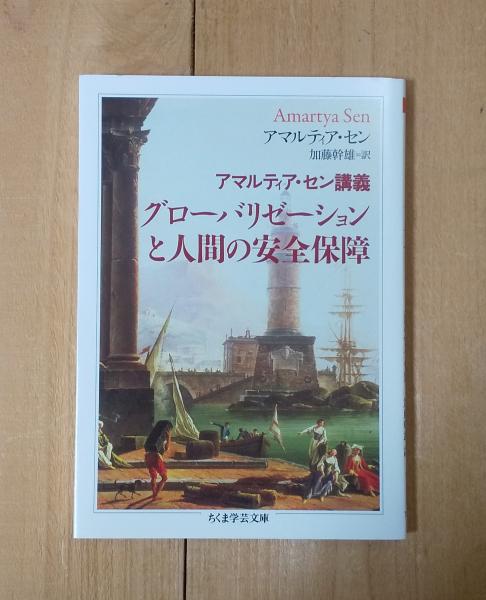 Amartya Sen
アマルティア・セン
加藤幹雄=訳
アマルティア・セン講義
グローバリゼーション
と人間の安全保障
ちくま学芸文庫